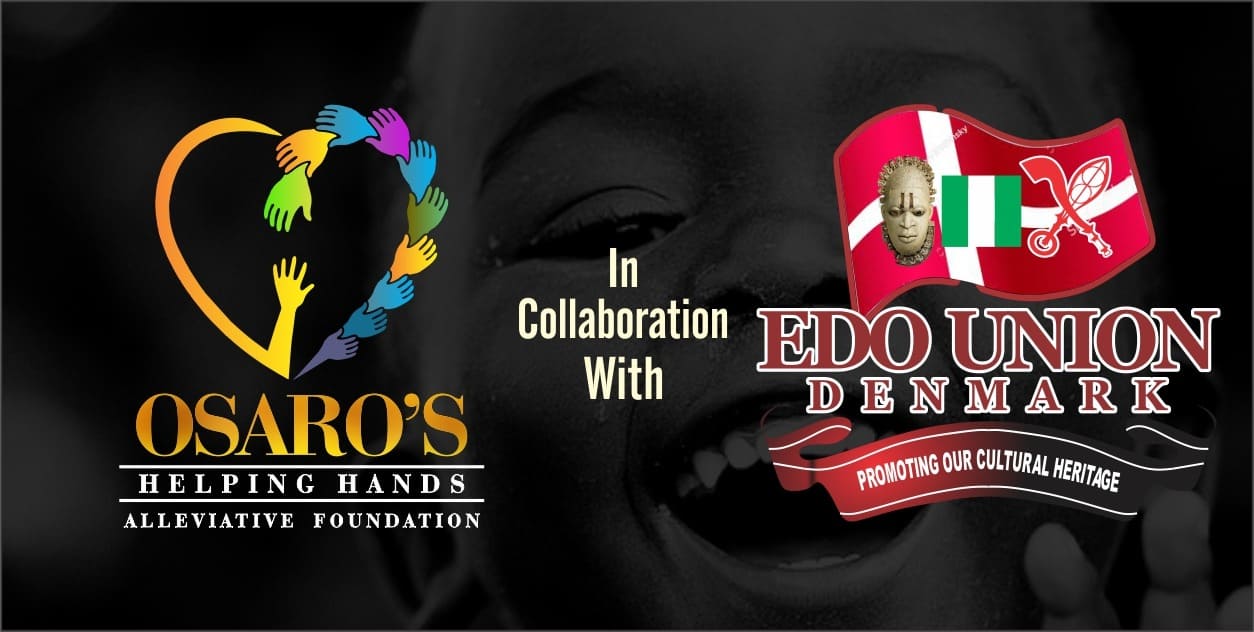 OSARO'S
HELPING HANDS
ALLEVIATIVE FOUNDATION
In
Collaboration
With
EDO UNION
DENMARK
PROMOTING OUR CULTURAL HERITAGE